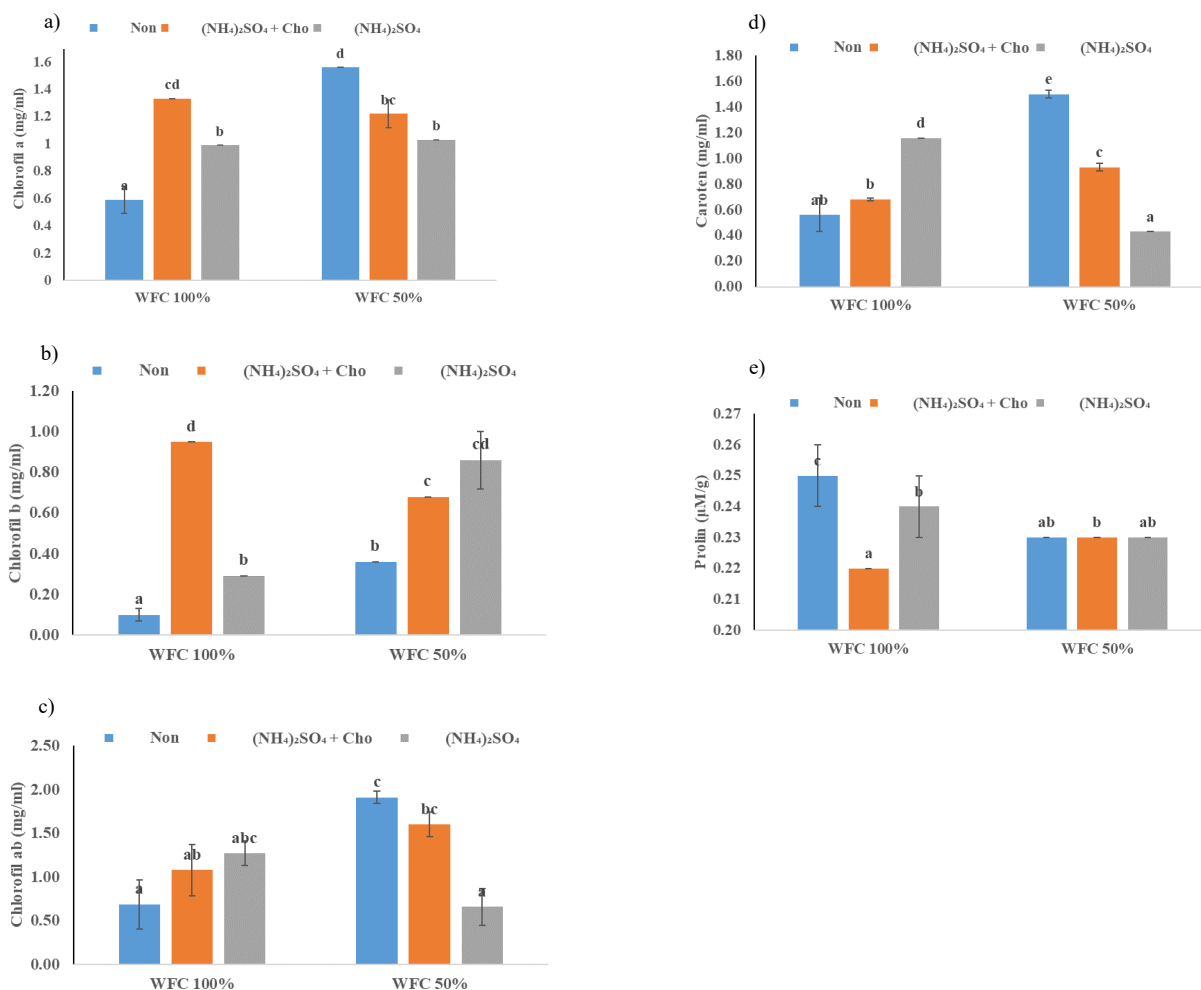 a)
Non (NH₄)₂SO₄ + Cho (NH₄)₂SO₄
Chlorofil a (mg/ml)
1.6
1.4
1.2
1
0.8
0.6
0.4
0.2
0
a cd b d bc b
WFC 100% WFC 50%
b)
Non (NH₄)₂SO₄ + Cho (NH₄)₂SO₄
Chlorofil b (mg/ml)
1.20
1.00
0.80
0.60
0.40
0.20
0.00
a d b b c cd
WFC 100% WFC 50%
c)
Non (NH₄)₂SO₄ + Cho (NH₄)₂SO₄
Chlorofil ab (mg/ml)
2.50
2.00
1.50
1.00
0.50
0.00
a ab abc c bc a
WFC 100% WFC 50%
d)
Non (NH₄)₂SO₄ + Cho (NH₄)₂SO₄
Caroten (mg/ml)
1.80
1.60
1.40
1.20
1.00
0.80
0.60
0.40
0.20
0.00
ab b d e c a
WFC 100% WFC 50%
e)
Non (NH₄)₂SO₄ + Cho (NH₄)₂SO₄
Prolin (µM/g)
0.27
0.26
0.25
0.24
0.23
0.22
0.21
0.20
c a b ab b ab
WFC 100% WFC 50%